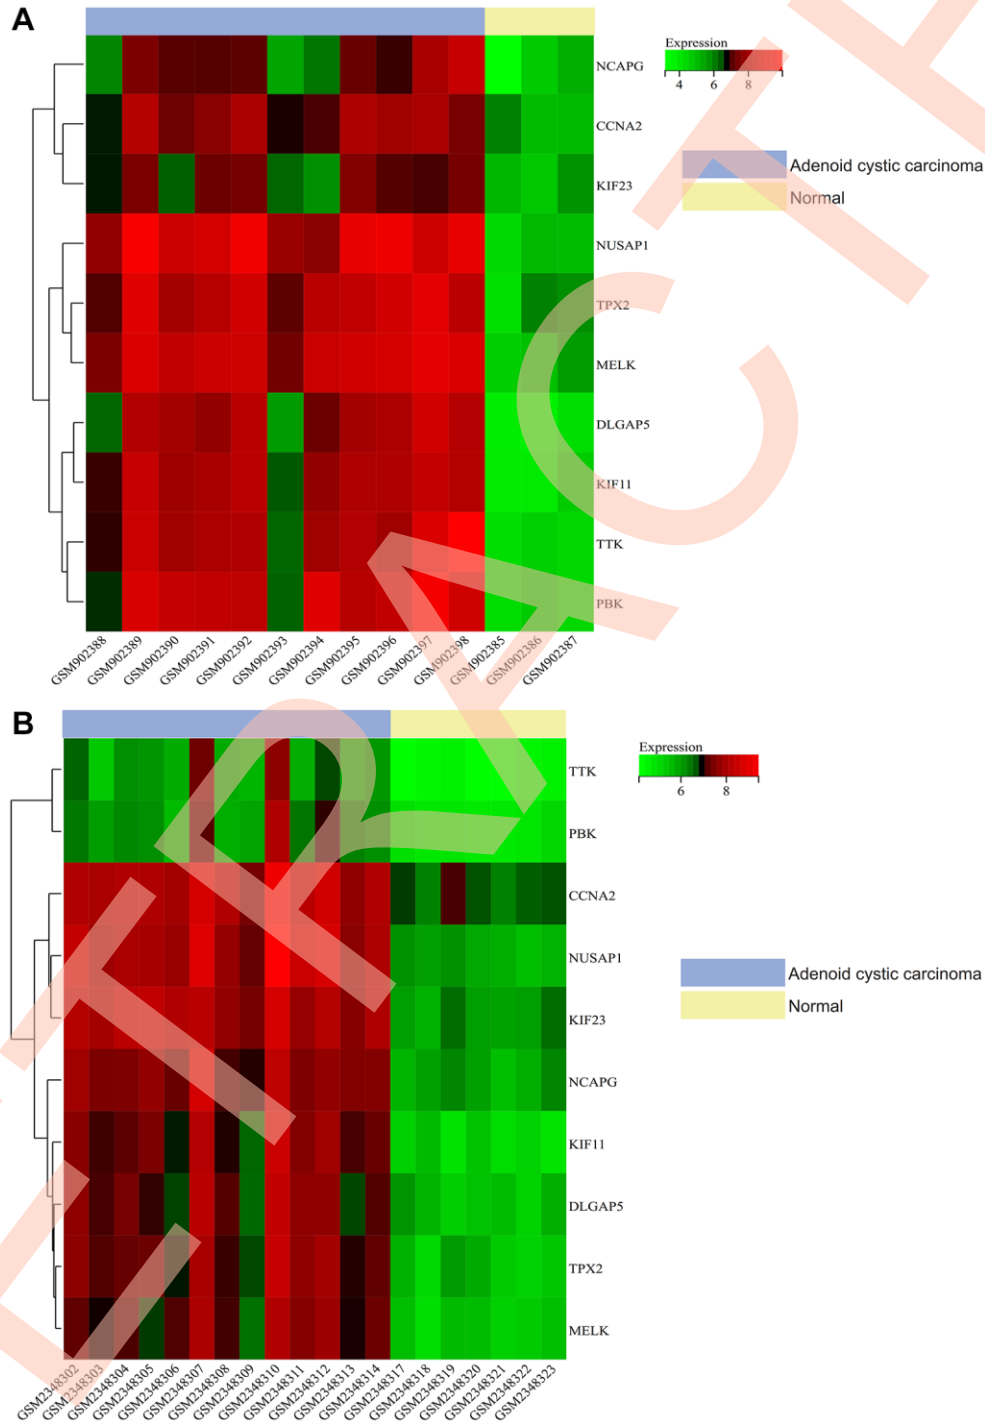 A
NCAPG
CCNA2
KIF23
NUSAP1
TPX2
MELK
DLGAP5
KIF11
TTK
PBK
Expression
4 6 8
Adenoid cystic carcinoma
Normal
GSM902388 GSM902389 GSM902390 GSM902391 GSM902392 GSM902393 GSM902394 GSM902395 GSM902396 GSM902397 GSM902398 GSM902385 GSM902386 GSM902387
B
TTK
PBK
CCNA2
NUSAP1
KIF23
NCAPG
KIF11
DLGAP5
TPX2
MELK
Expression
6 8
Adenoid cystic carcinoma
Normal
GSM2348302 GSM2348303 GSM2348304 GSM2348305 GSM2348306 GSM2348307 GSM2348308 GSM2348309 GSM2348310 GSM2348311 GSM2348312 GSM2348313 GSM2348314 GSM2348317 GSM2348318 GSM2348319 GSM2348320 GSM2348321 GSM2348322 GSM2348323